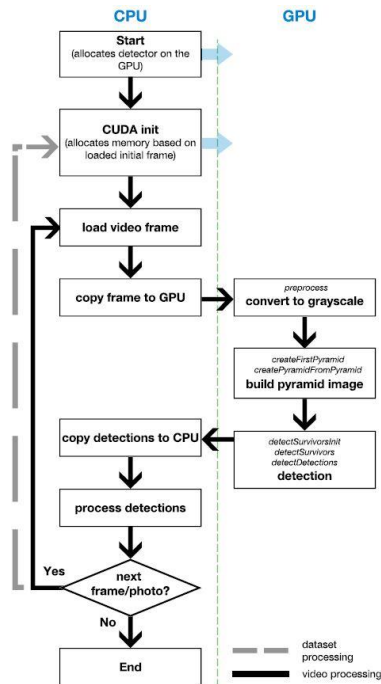 CPU
GPU
Start
(allocates detector on the
GPU)
CUDA init
(allocates memory based on
loaded initial frame)
load video frame
copy frame to GPU
preprocess
convert to grayscale
createFirstPyramid
createPyramidFromPyramid
build pyramid image
copy detections to CPU
detectSurvivorsInit
detectSurvivors
detectDetections
detection
process detections
Yes
next
frame/photo?
No
End
dataset
processing
video processing